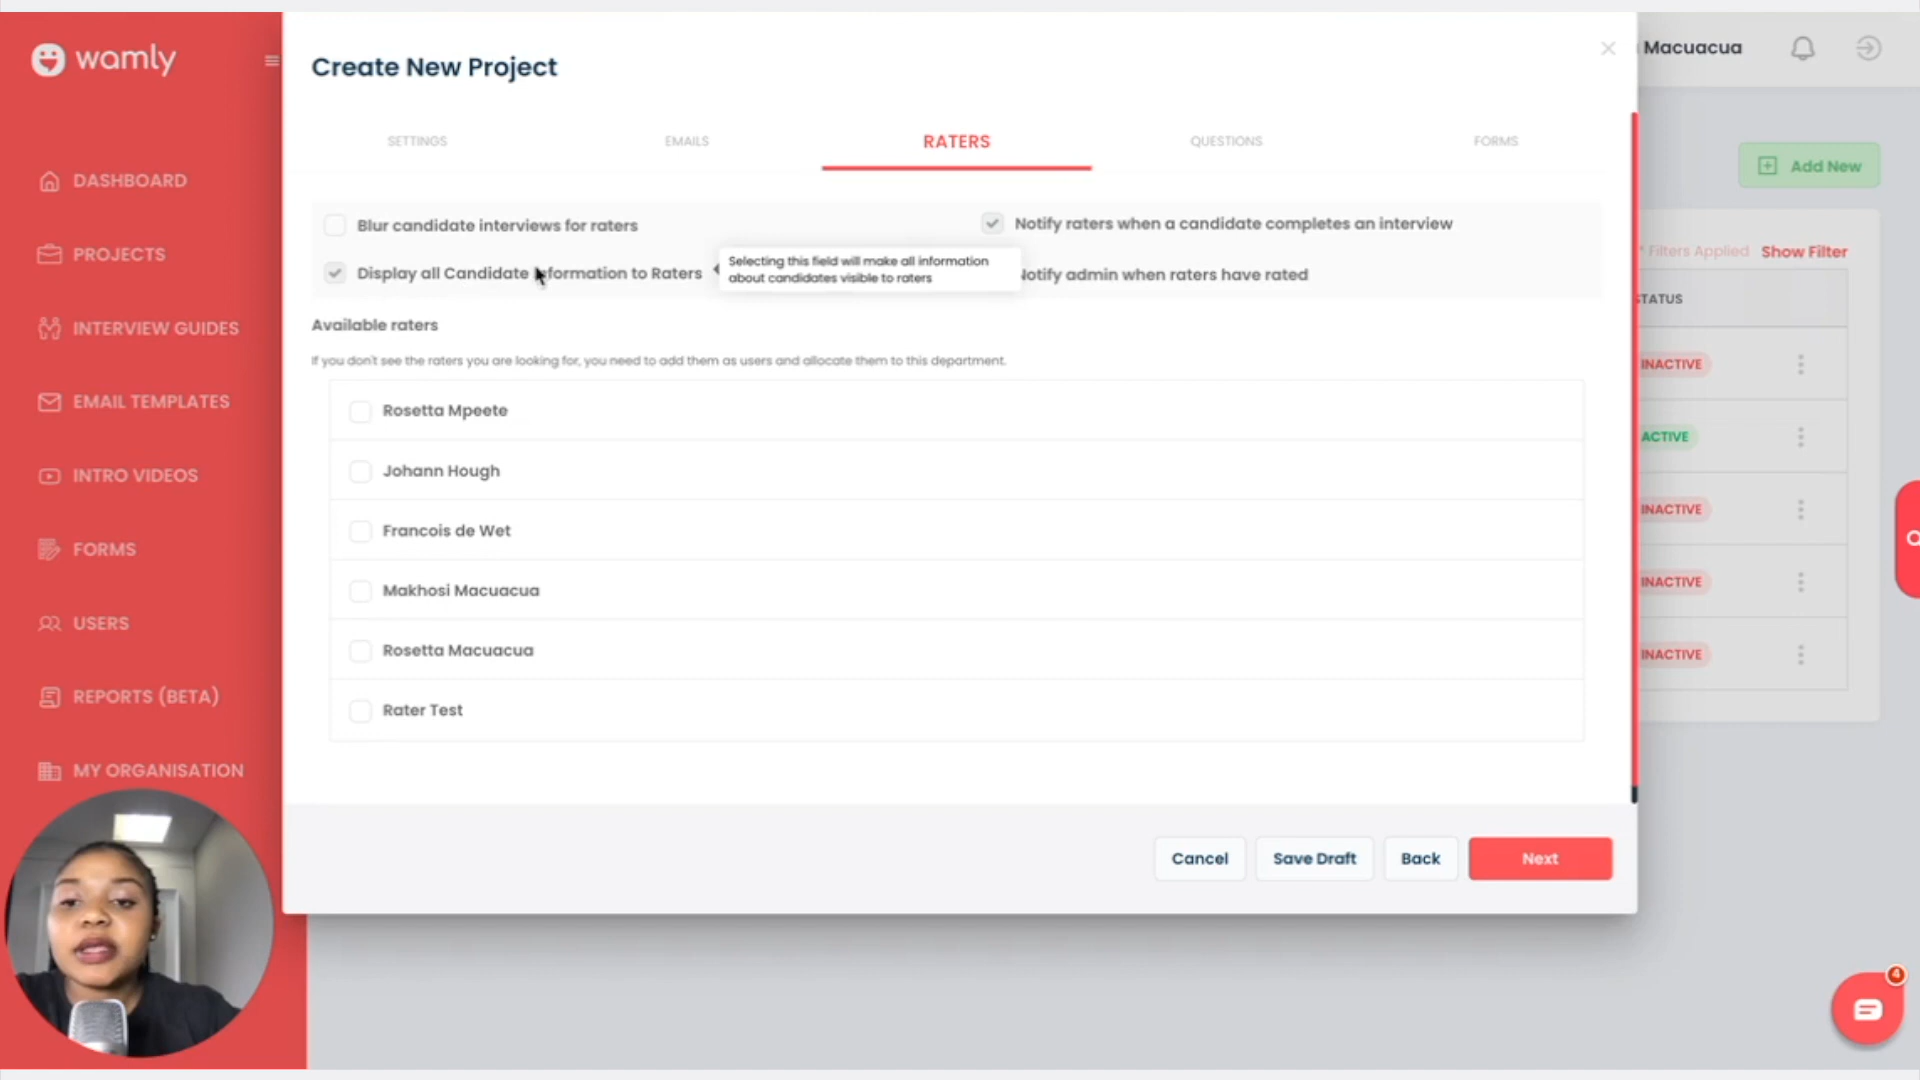 wamly
DASHBOARD
PROJECTS
INTERVIEW GUIDES
EMAIL TEMPLATES
INTRO VIDEOS
FORMS
USERS
REPORTS (BETA)
MY ORGANISATION
Create New Project
SETTINGS
EMAILS
RATERS
QUESTIONS
FORMS
Blur candidate interviews for raters
Notify raters when a candidate completes an interview
Display all Candidate Information to Raters
Selecting this field will make all information
about candidates visible to raters
Notify admin when raters have rated
Available raters
If you don't see the raters you are looking for, you need to add them as users and allocate them to this department.
Rosetta Mpeete
Johann Hough
Francois de Wet
Makhosi Macuacua
Rosetta Macuacua
Rater Test
Cancel
Save Draft
Back
Next
Macuacua
Add New
* Filters Applied
Show Filter
STATUS
INACTIVE
ACTIVE
INACTIVE
INACTIVE
INACTIVE
4